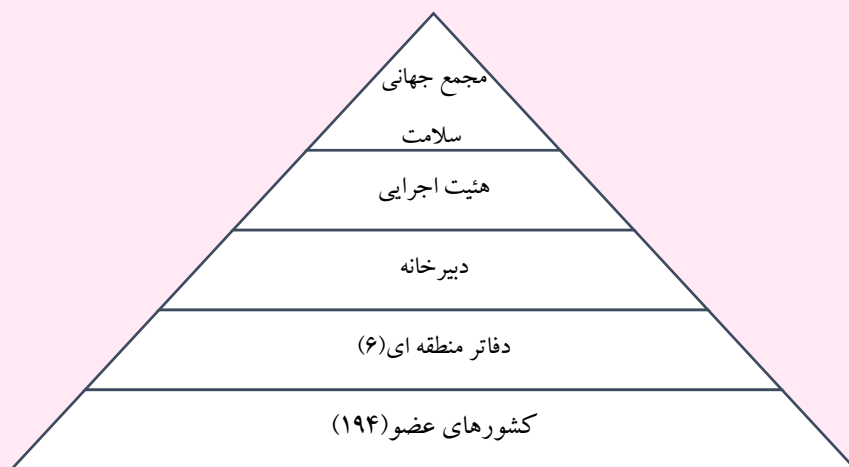 مجمع جهانی
سلامت
هئیت اجرایی
دبیرخانه
دفاتر منطقه ای(۶)
کشورهای عضو(۱۹۴)